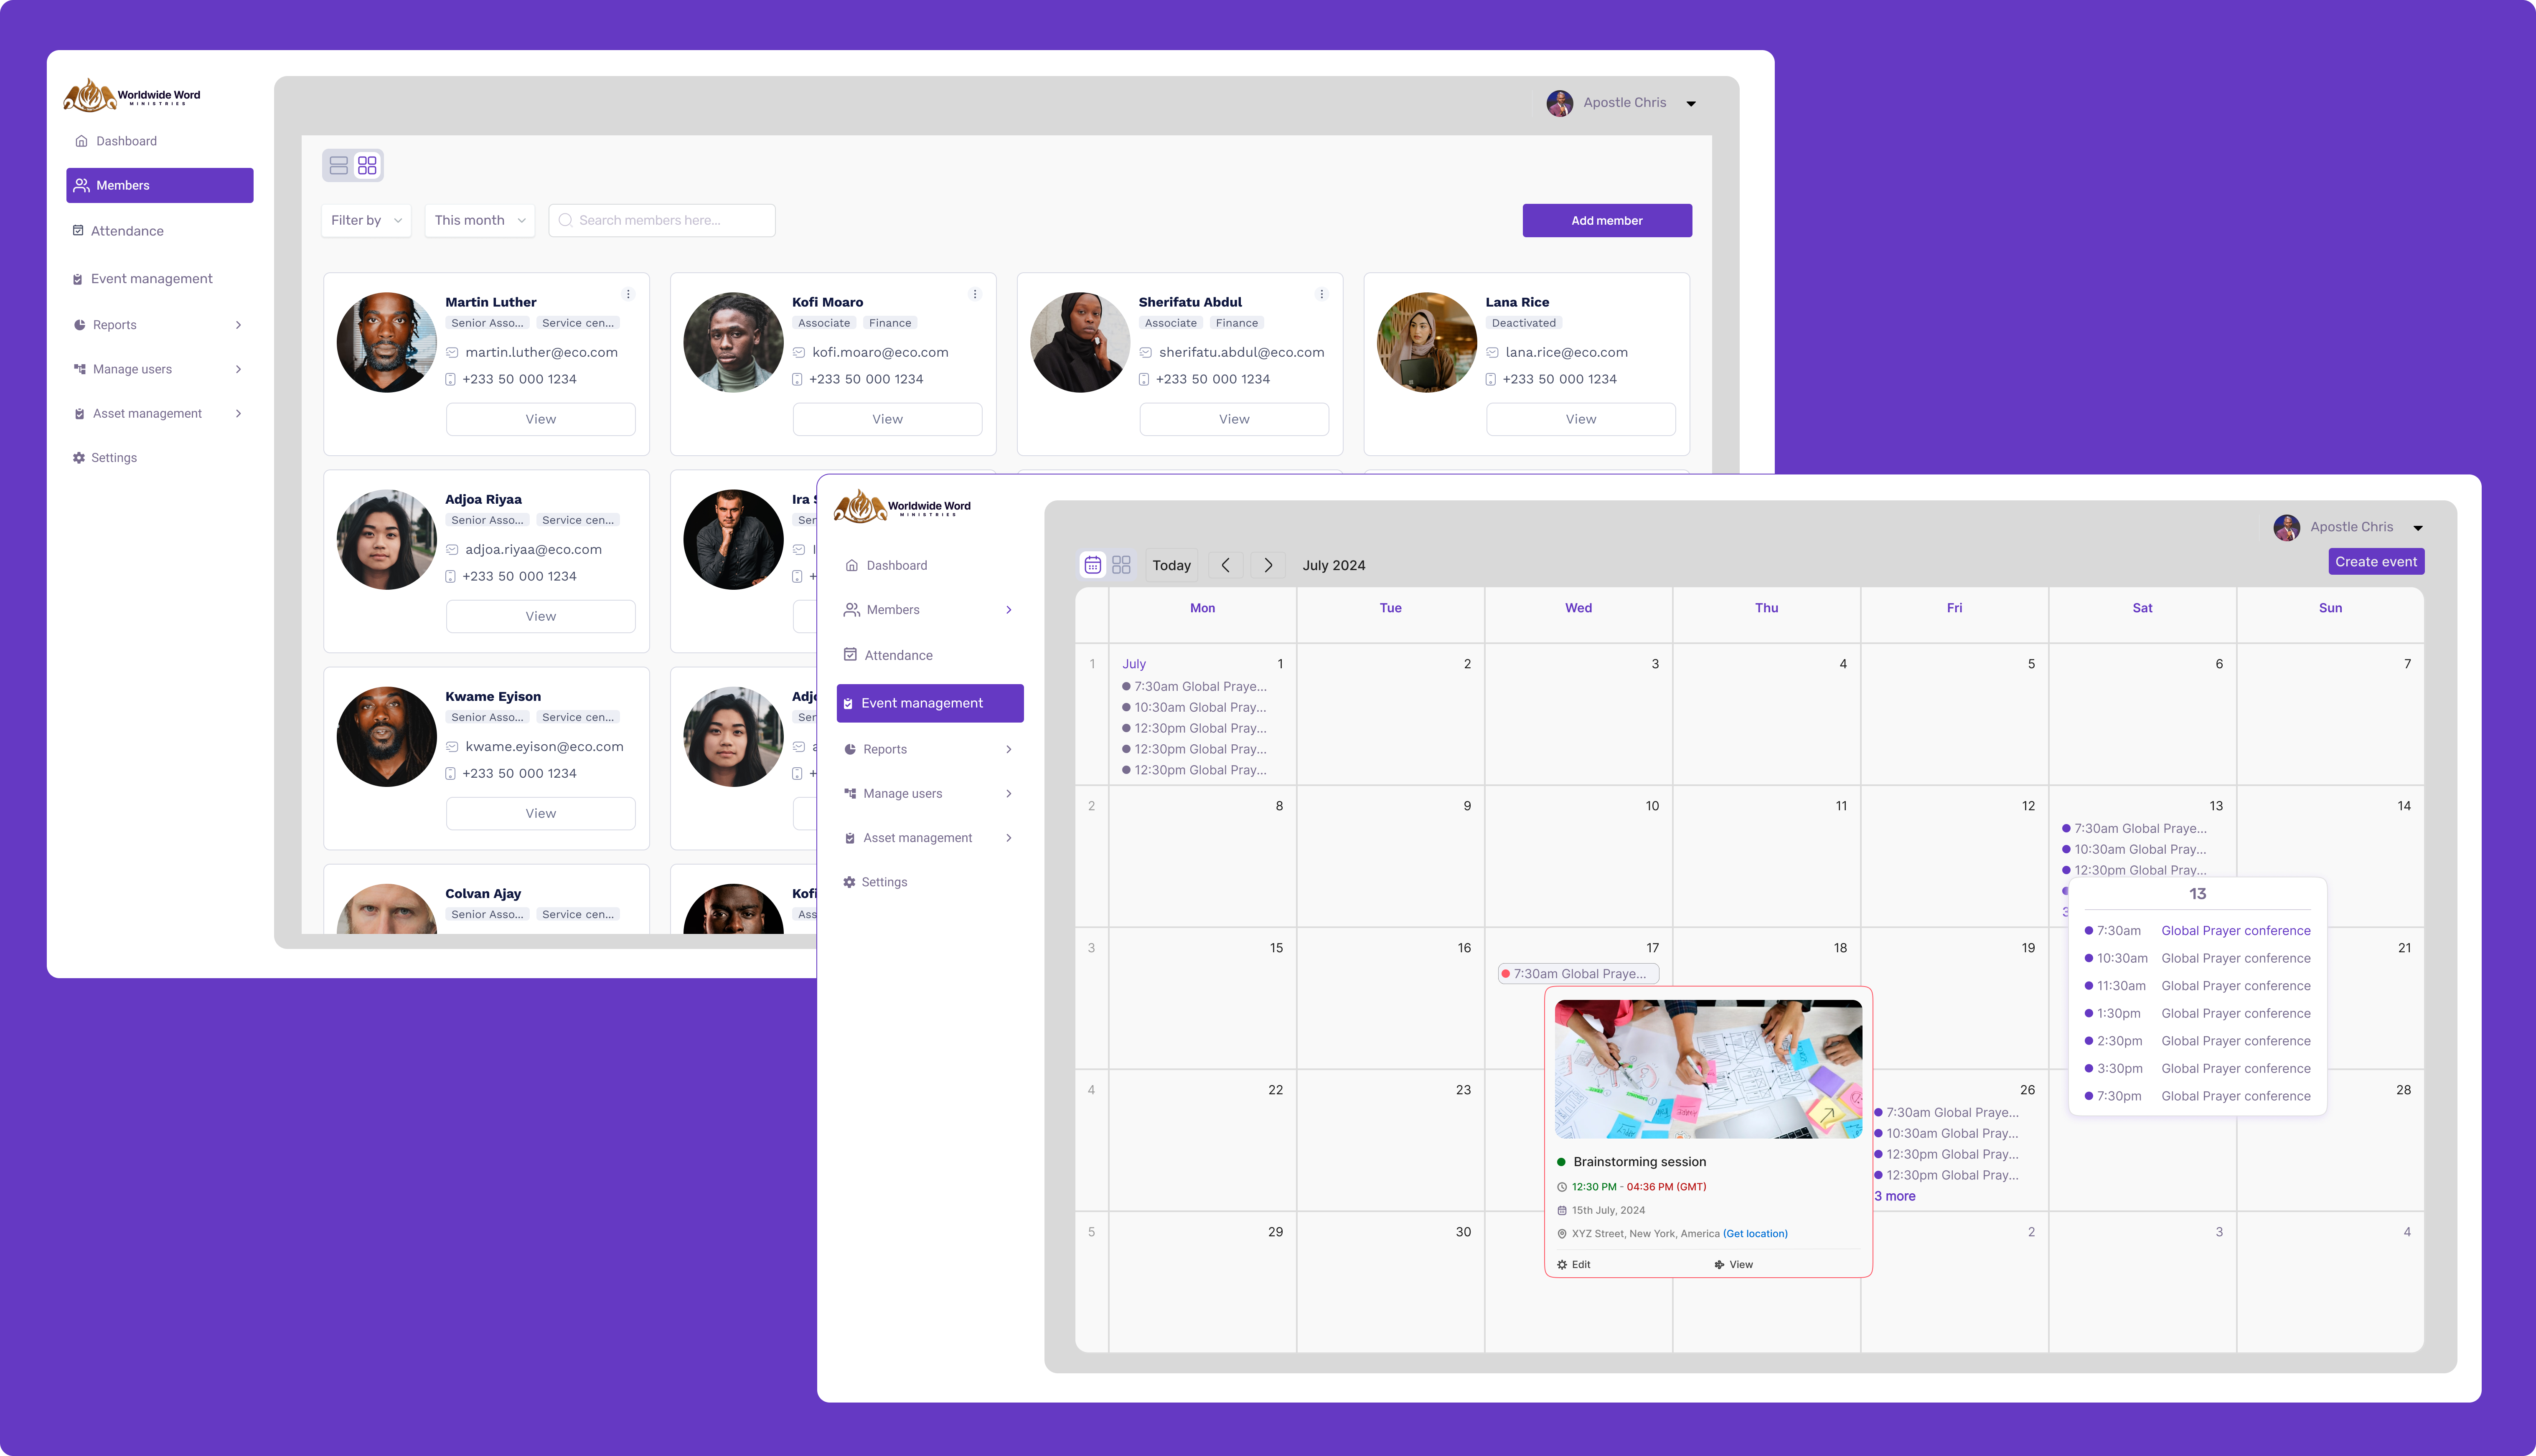 Worldwide Word
MINISTRIES
Apostle Chris
Dashboard
Members
Attendance
Event management
Reports
Manage users
Asset management
Settings
Filter by
This month
Search members here...
Add member
Martin Luther
Senior Asso... Service cen...
martin.luther@eco.com
+233 50 000 1234
View
Kofi Moaro
Associate Finance
kofi.moaro@eco.com
+233 50 000 1234
View
Sherifatu Abdul
Associate Finance
sherifatu.abdul@eco.com
+233 50 000 1234
View
Lana Rice
Deactivated
lana.rice@eco.com
+233 50 000 1234
View
Adjoa Riyaa
Senior Asso... Service cen...
adjoa.riyaa@eco.com
+233 50 000 1234
View
Ira
Kwame Eyison
Senior Asso... Service cen...
kwame.eyison@eco.com
+233 50 000 1234
View
Colvan Ajay
Senior Asso... Service cen...
Kofi
Ass
Worldwide Word
MINISTRIES
Dashboard
Members
Attendance
Event management
Reports
Manage users
Asset management
Settings
Apostle Chris
Today
July 2024
Create event
Mon Tue Wed Thu Fri Sat Sun
1 July 1 2 3 4 5 6 7
7:30am Global Praye...
10:30am Global Pray...
12:30pm Global Pray...
12:30pm Global Pray...
12:30pm Global Pray...
2 8 9 10 11 12 13 14
7:30am Global Praye...
10:30am Global Pray...
12:30pm Global Pray...
3
13
7:30am Global Prayer conference
10:30am Global Prayer conference
11:30am Global Prayer conference
1:30pm Global Prayer conference
2:30pm Global Prayer conference
3:30pm Global Prayer conference
7:30pm Global Prayer conference
3 15 16 17 18 19 21
7:30am Global Praye...
Brainstorming session
12:30 PM - 04:36 PM (GMT)
15th July, 2024
XYZ Street, New York, America (Get location)
Edit View
4 22 23 26 28
7:30am Global Praye...
10:30am Global Pray...
12:30pm Global Pray...
12:30pm Global Pray...
3 more
5 29 30 2 3 4